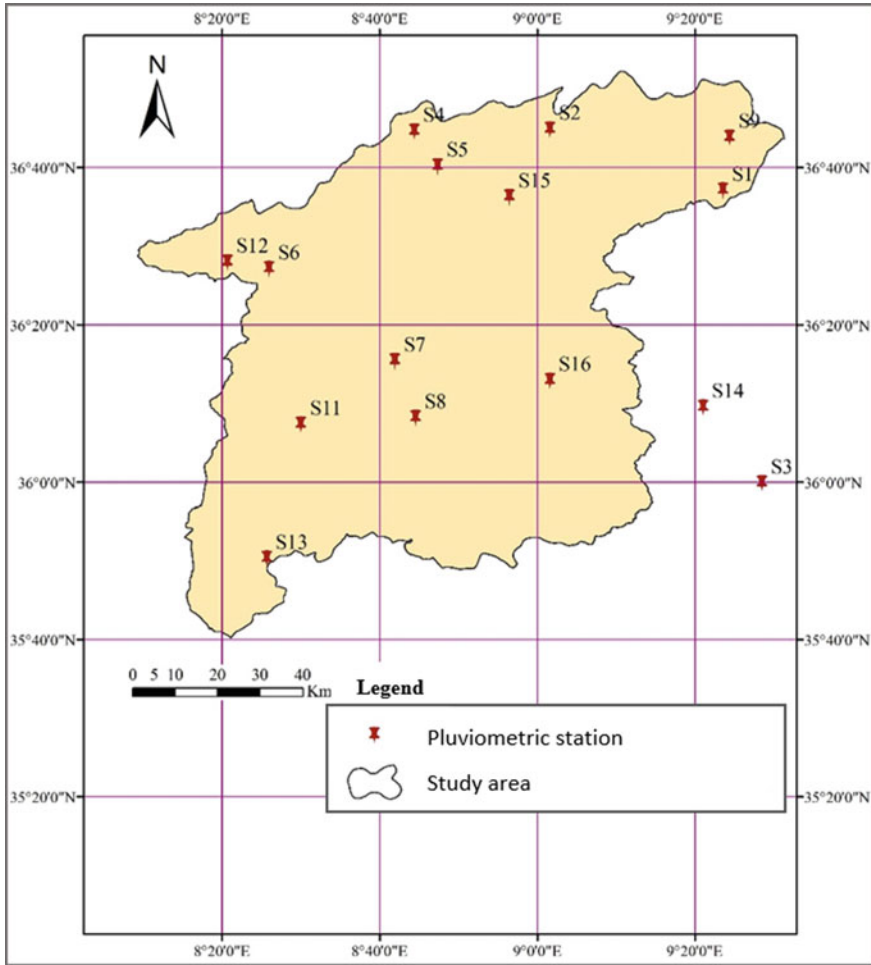 8°20'0"E 8°40'0"E 9°0'0"E 9°20'0"E
N
S4 S2 S9
36°40'0"N S5 36°40'0"N
S15 S1
S12 S6
36°20'0"N 36°20'0"N
S7 S16
S14
S11 S8
36°0'0"N S3 36°0'0"N
S13
35°40'0"N 35°40'0"N
0 5 10 20 30 40
Km
Legend
Pluviometric station
Study area
35°20'0"N 35°20'0"N
8°20'0"E 8°40'0"E 9°0'0"E 9°20'0"E